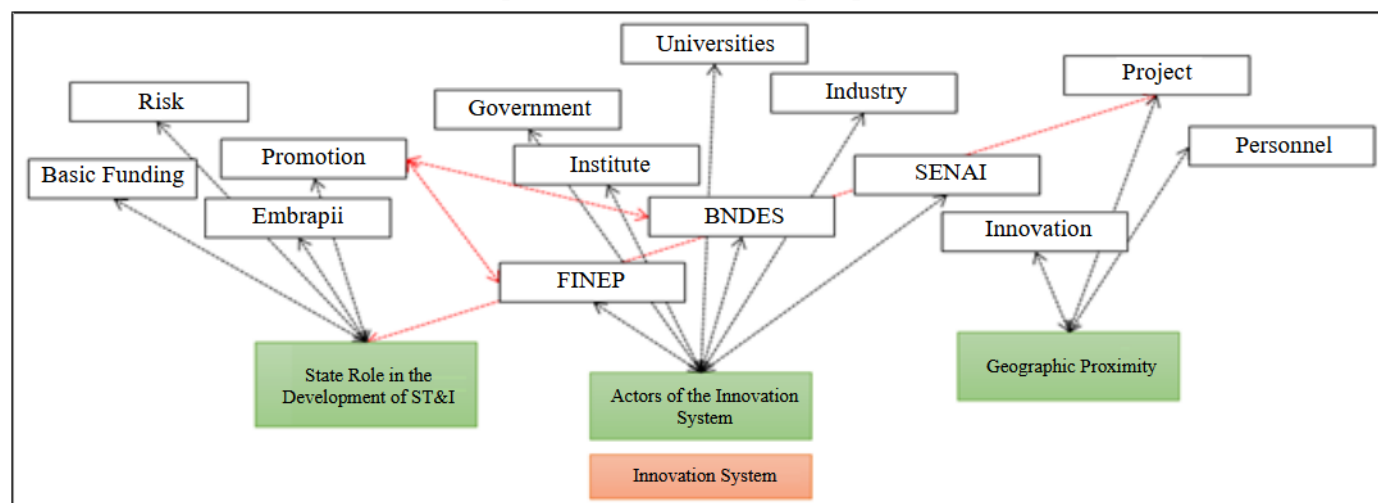 Universities
Project
Risk
Government
Industry
Promotion
Institute
Personnel
Basic Funding
SENAI
Embrapii
BNDES
Innovation
FINEP
State Role in the
Development of ST&I
Actors of the Innovation
System
Geographic Proximity
Innovation System